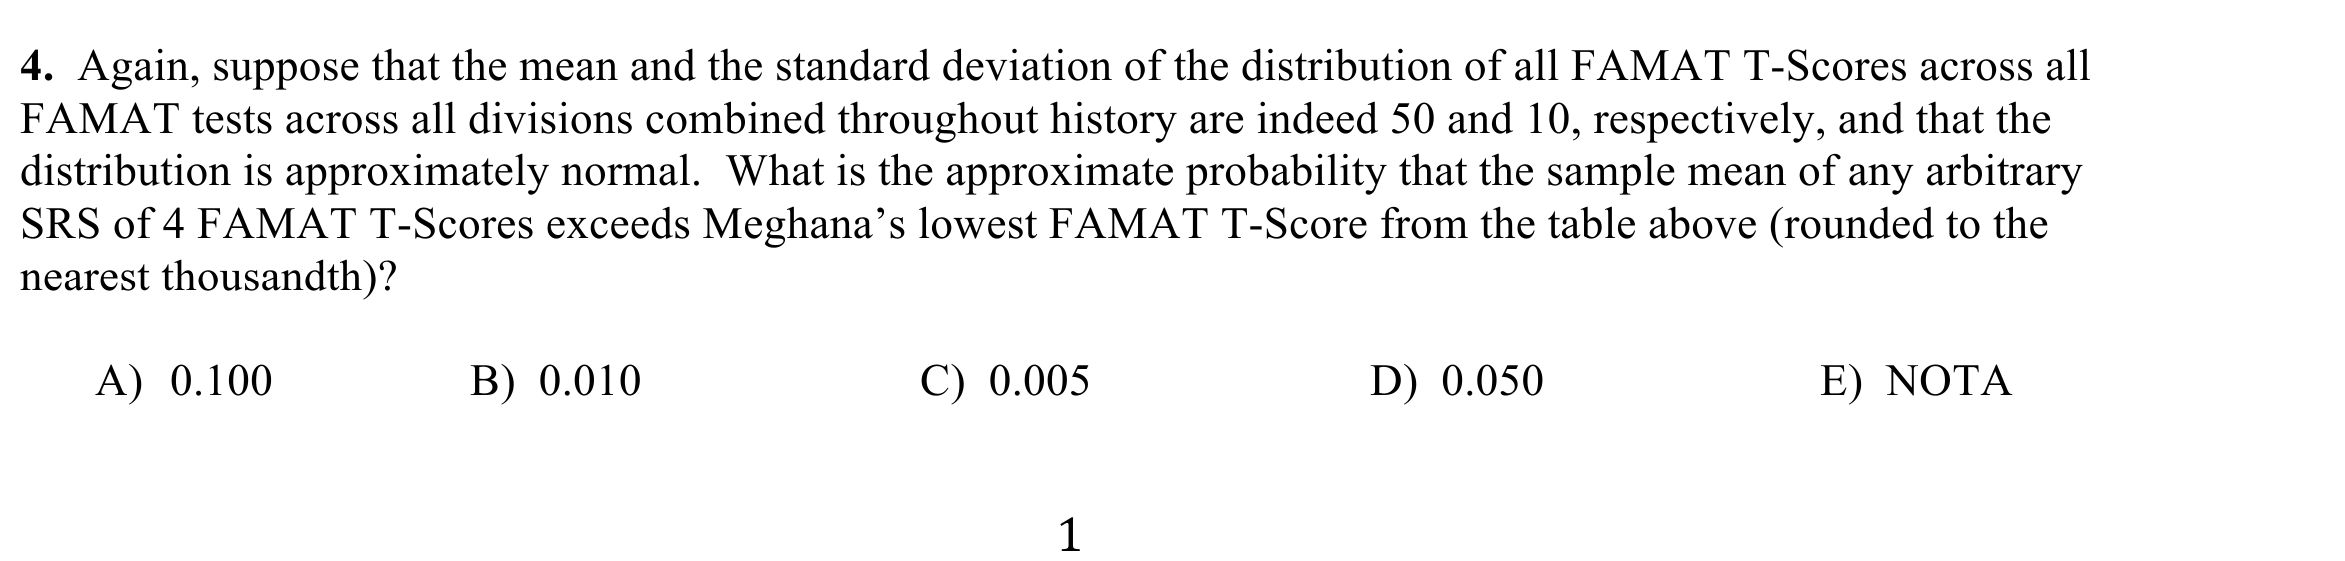 4.  Again, suppose that the mean and the standard deviation of the distribution of all FAMAT T-Scores across all
FAMAT tests across all divisions combined throughout history are indeed 50 and 10, respectively, and that the
distribution is approximately normal.  What is the approximate probability that the sample mean of any arbitrary
SRS of 4 FAMAT T-Scores exceeds Meghana’s lowest FAMAT T-Score from the table above (rounded to the
nearest thousandth)?
A)  0.100 B)  0.010 C)  0.005 D)  0.050 E)  NOTA
1